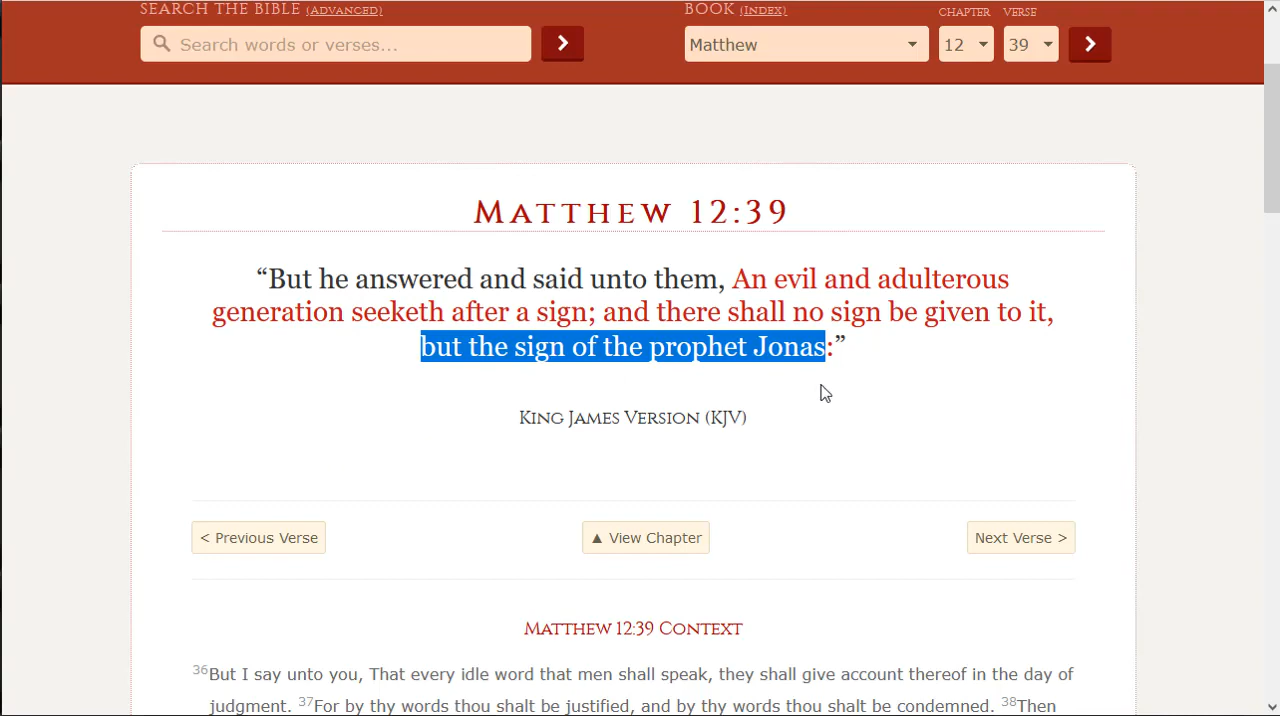 SEARCH THE BIBLE (ADVANCED)
BOOK (INDEX)
CHAPTER VERSE
Search words or verses...
Matthew 12 39
MATTHEW 12:39
“But he answered and said unto them, An evil and adulterous
generation seeketh after a sign; and there shall no sign be given to it,
but the sign of the prophet Jonas:”
KING JAMES VERSION (KJV)
< Previous Verse
▲ View Chapter
Next Verse >
MATTHEW 12:39 CONTEXT
36But I say unto you, That every idle word that men shall speak, they shall give account thereof in the day of
judgment. 37For by thy words thou shalt be justified, and by thy words thou shalt be condemned. 38Then